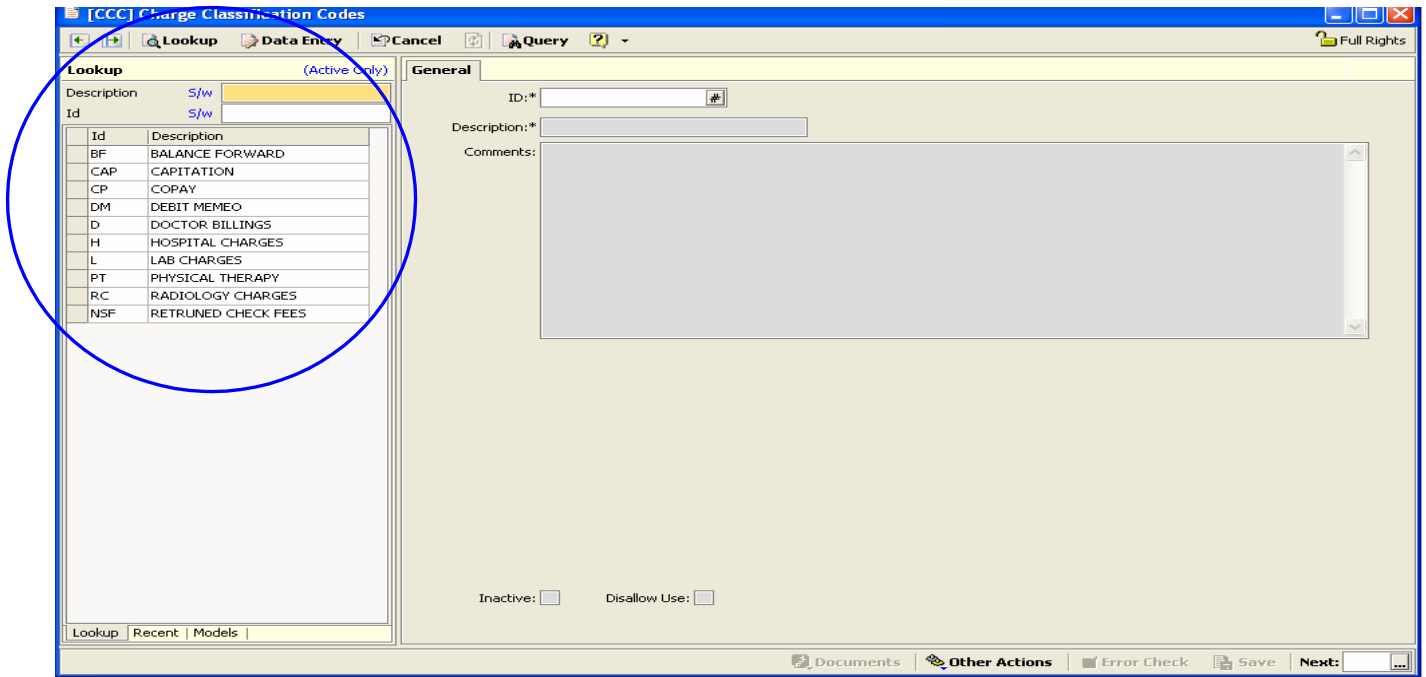 [CCC] Charge Classification Codes
Lookup Data Entry Cancel Query Full Rights
Lookup (Active Only)
Description S/w
Id S/w
Id Description
BF BALANCE FORWARD
CAP CAPITATION
CP COPAY
DM DEBIT MEMEO
D DOCTOR BILLINGS
H HOSPITAL CHARGES
L LAB CHARGES
PT PHYSICAL THERAPY
RC RADIOLOGY CHARGES
NSF RETRUNED CHECK FEES
Lookup Recent | Models |
General
ID:* #
Description:*
Comments:
Inactive: Disallow Use:
Documents Other Actions Error Check Save Next: ...